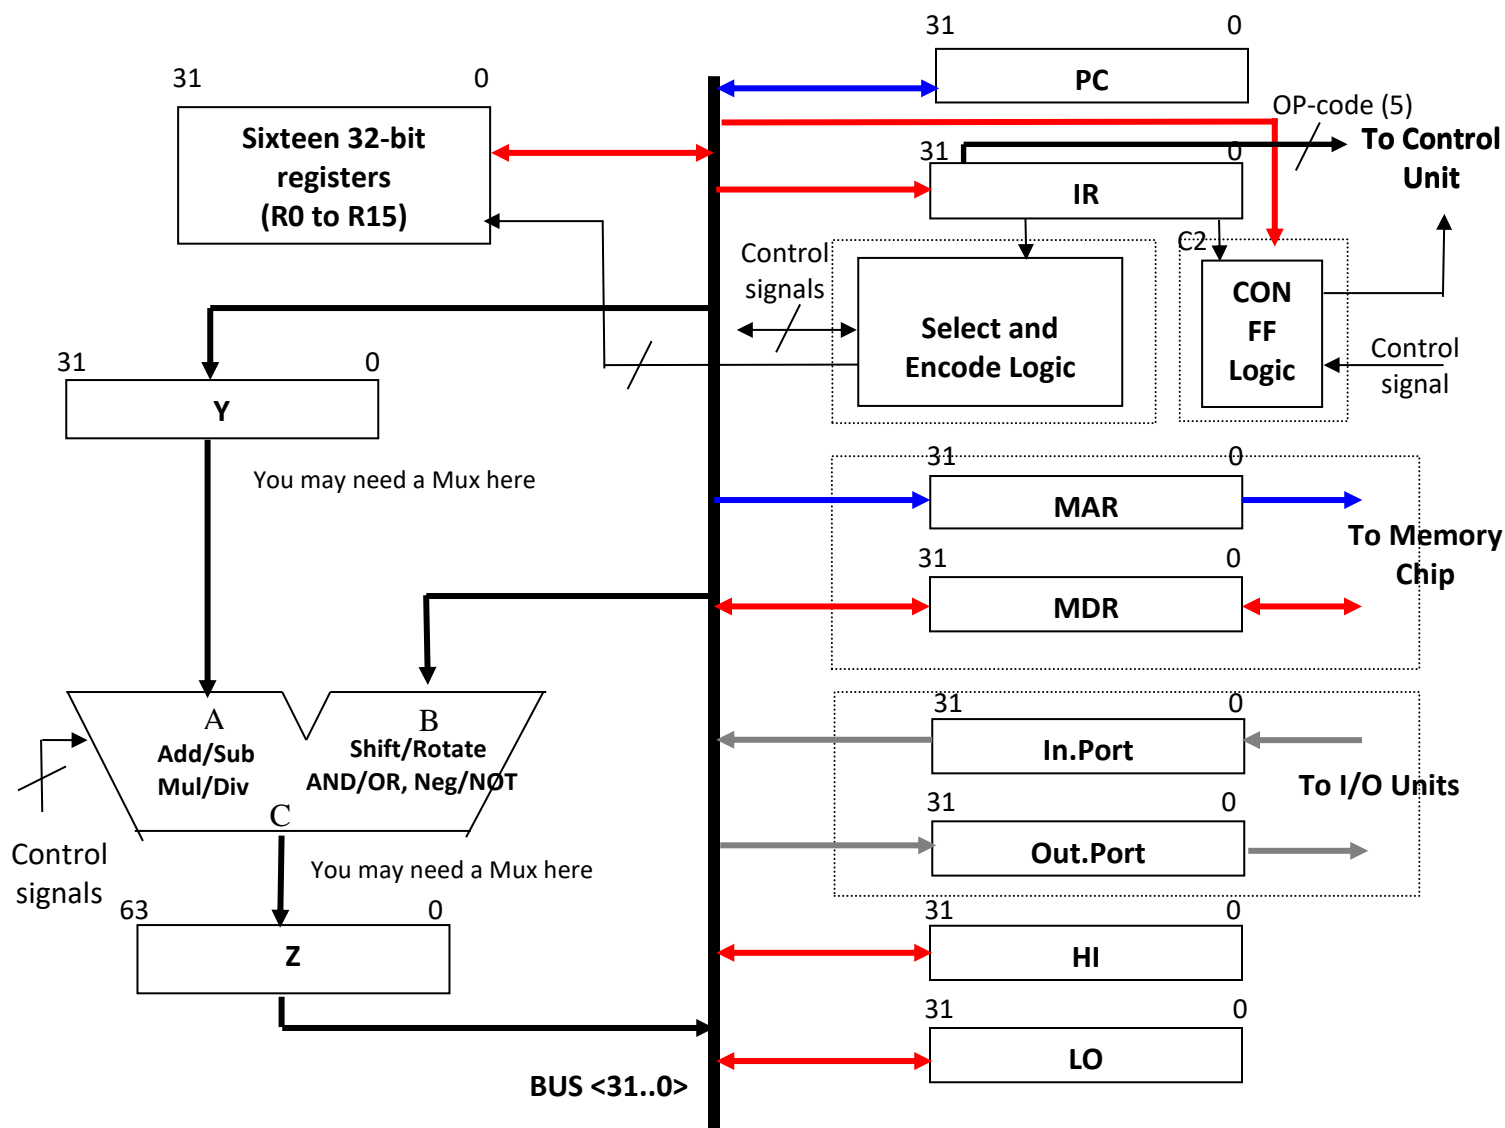 31 0
PC
31 0
Sixteen 32-bit
registers
(R0 to R15)
OP-code (5)
To Control
Unit
31 0
IR
Control
signals
C2
Select and
Encode Logic
CON
FF
Logic
Control
signal
31 0
Y
You may need a Mux here
31 0
MAR
To Memory
Chip
31 0
MDR
A
Add/Sub
Mul/Div
B
Shift/Rotate
AND/OR, Neg/NOT
C
Control
signals
31 0
In.Port
To I/O Units
31 0
Out.Port
You may need a Mux here
63 0
Z
31 0
HI
31 0
LO
BUS <31..0>